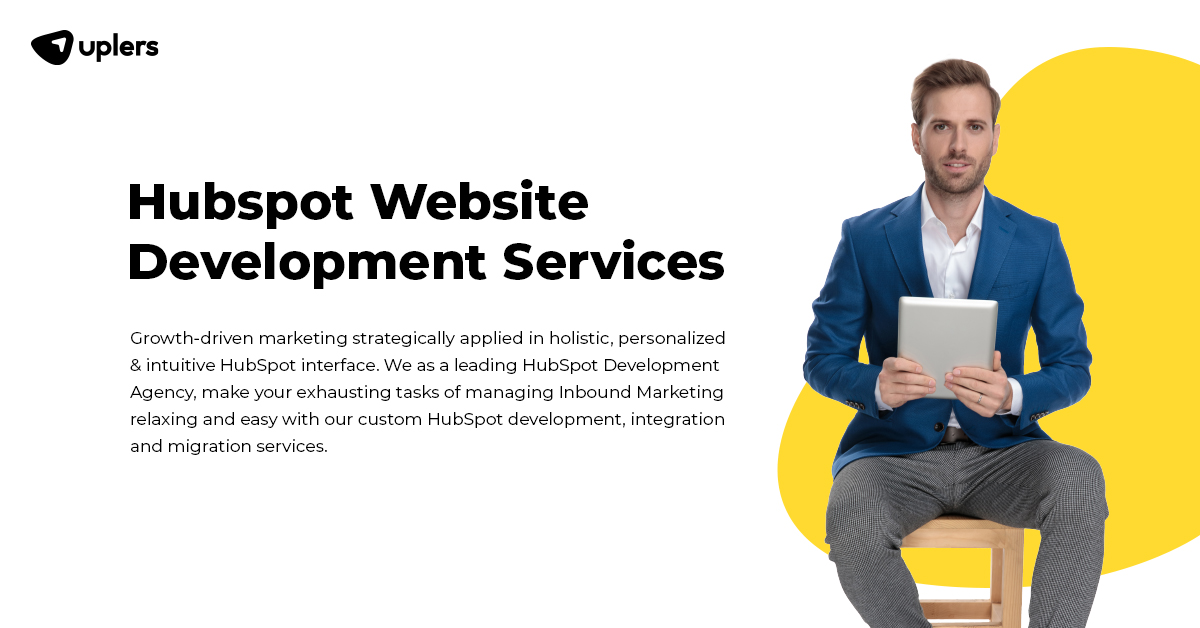 uplers
Hubspot Website
Development Services
Growth-driven marketing strategically applied in holistic, personalized
& intuitive HubSpot interface. We as a leading HubSpot Development
Agency, make your exhausting tasks of managing Inbound Marketing
relaxing and easy with our custom HubSpot development, integration
and migration services.